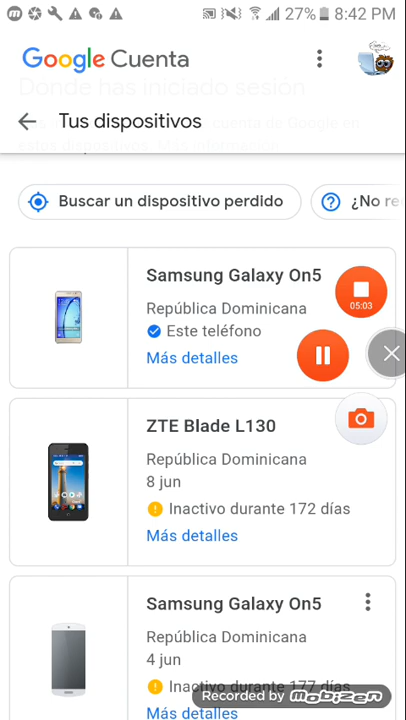 27% 8:42 PM
Google Cuenta
Donde has iniciado sesión
Tus dispositivos
cuenta de Google en
estos dispositivos. Más información
Buscar un dispositivo perdido
¿No re
Samsung Galaxy On5
República Dominicana
Este teléfono
Más detalles
05:03
ZTE Blade L130
República Dominicana
8 jun
Inactivo durante 172 días
Más detalles
Samsung Galaxy On5
República Dominicana
4 jun
Inactivo durante 177 días
Recorded by mobizen
Más detalles